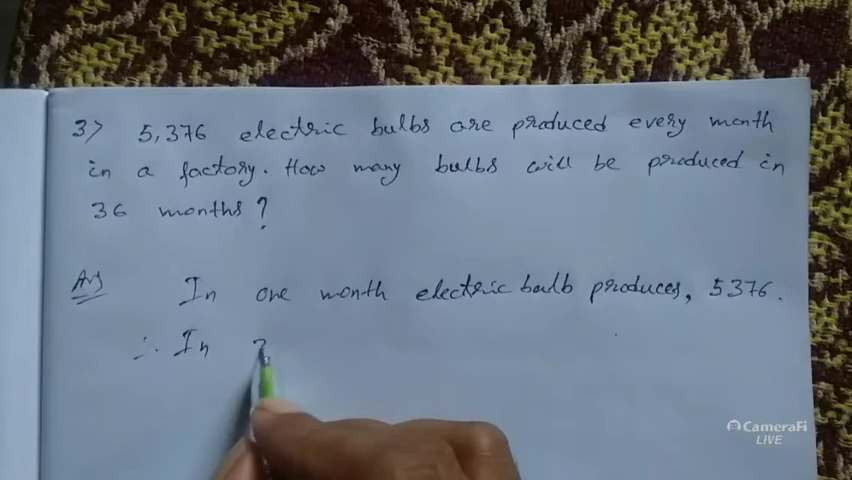 3) 5,376 electric bulbs are produced every month
in a factory. How many bulbs will be produced in
36 months?
Ans In one month electric bulb produces, 5376.
∴ In
CameraFi
LIVE